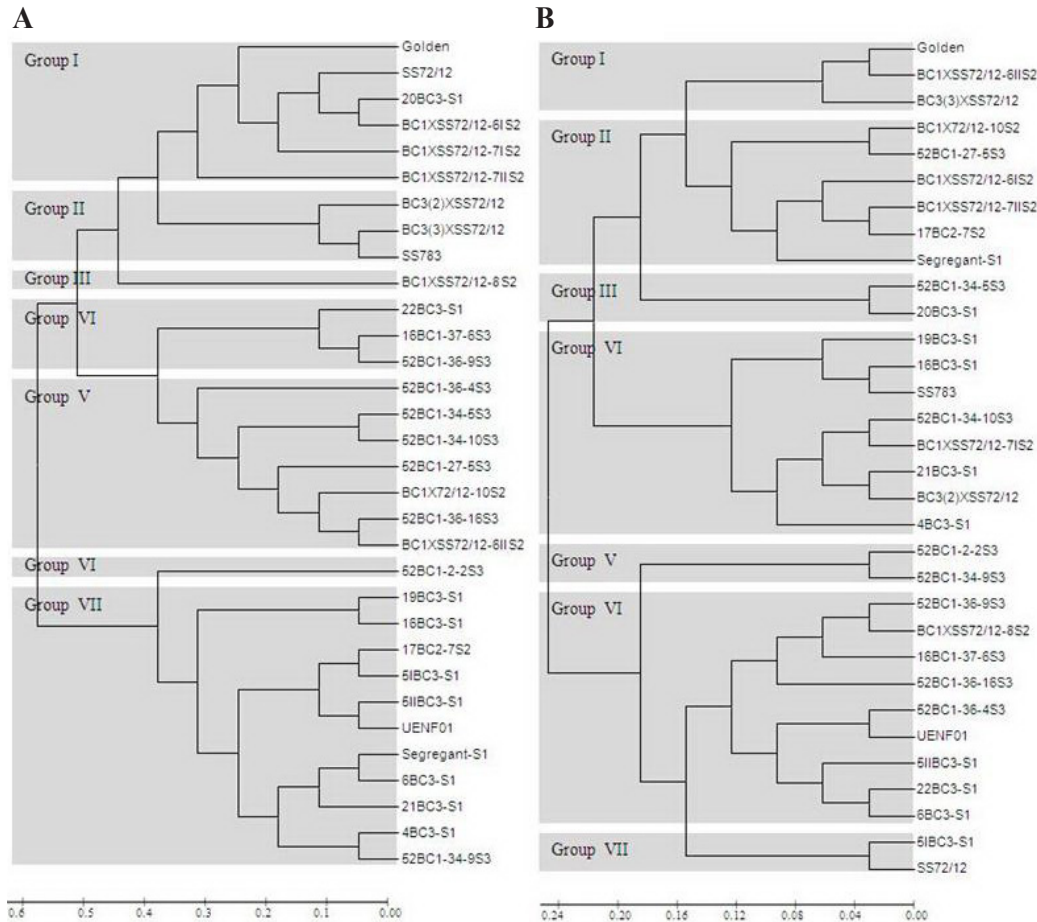 A
Group I
Golden
SS72/12
20BC3-S1
BC1XSS72/12-6IS2
BC1XSS72/12-7IS2
BC1XSS72/12-7IIS2
Group II
BC3(2)XSS72/12
BC3(3)XSS72/12
SS783
Group III
BC1XSS72/12-8S2
Group VI
22BC3-S1
16BC1-37-6S3
52BC1-36-9S3
Group V
52BC1-36-4S3
52BC1-34-5S3
52BC1-34-10S3
52BC1-27-5S3
BC1X72/12-10S2
52BC1-36-16S3
BC1XSS72/12-6IIS2
Group VI
52BC1-2-2S3
Group VII
19BC3-S1
16BC3-S1
17BC2-7S2
5IBC3-S1
5IIBC3-S1
UENF01
Segregant-S1
6BC3-S1
21BC3-S1
4BC3-S1
52BC1-34-9S3
0.6 0.5 0.4 0.3 0.2 0.1 0.00
B
Group I
Golden
BC1XSS72/12-6IIS2
BC3(3)XSS72/12
Group II
BC1X72/12-10S2
52BC1-27-5S3
BC1XSS72/12-6IS2
BC1XSS72/12-7IIS2
17BC2-7S2
Segregant-S1
Group III
52BC1-34-5S3
20BC3-S1
Group VI
19BC3-S1
16BC3-S1
SS783
52BC1-34-10S3
BC1XSS72/12-7IS2
21BC3-S1
BC3(2)XSS72/12
4BC3-S1
Group V
52BC1-2-2S3
52BC1-34-9S3
Group VI
52BC1-36-9S3
BC1XSS72/12-8S2
16BC1-37-6S3
52BC1-36-16S3
52BC1-36-4S3
UENF01
5IIBC3-S1
22BC3-S1
6BC3-S1
Group VII
5IBC3-S1
SS72/12
0.24 0.20 0.16 0.12 0.08 0.04 0.00